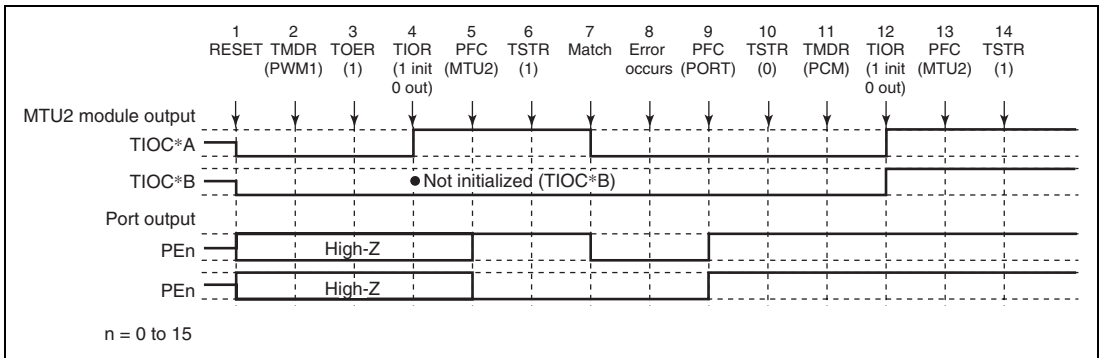 1 2 3 4 5 6 7 8 9 10 11 12 13 14
RESET TMDR TOER TIOR PFC TSTR Match Error PFC TSTR TMDR TIOR PFC TSTR
(PWM1) (1) (1 init (MTU2) (1) occurs (PORT) (0) (PCM) (1 init (MTU2) (1)
0 out) 0 out)
MTU2 module output
TIOC*A
TIOC*B ●Not initialized (TIOC*B)
Port output
PEn High-Z
PEn High-Z
n = 0 to 15